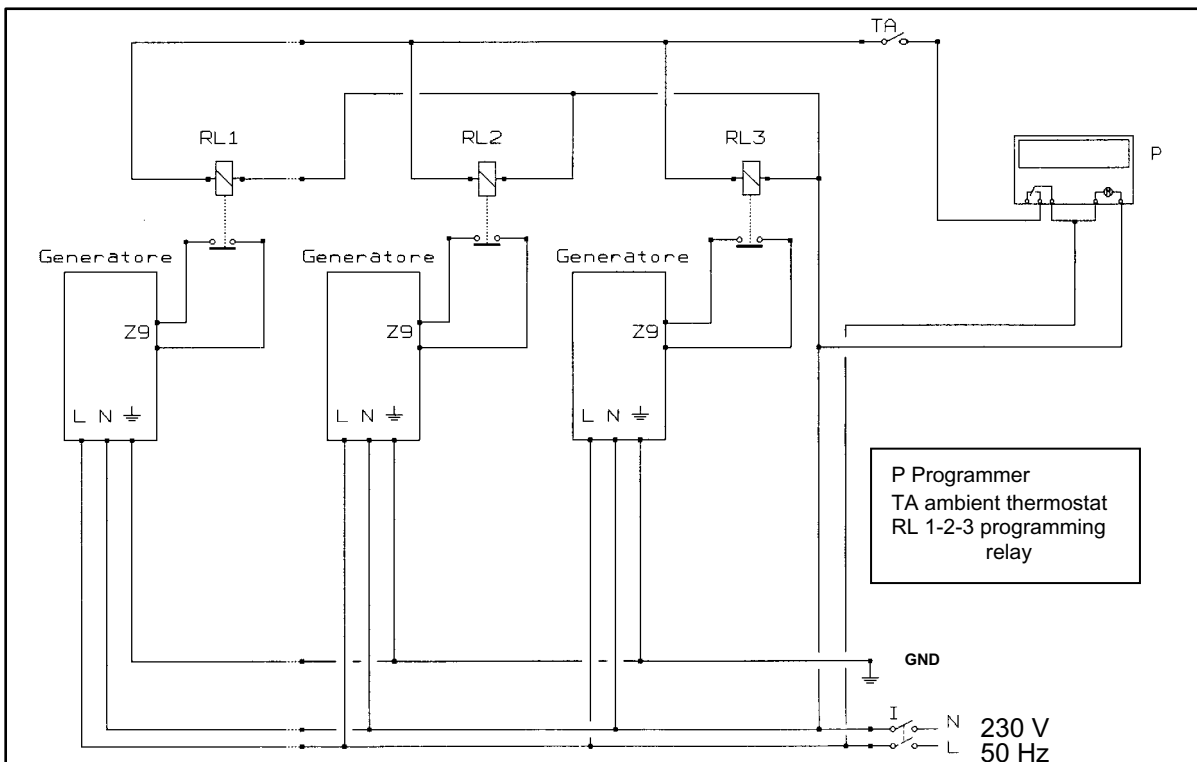 TA
RL1
RL2
RL3
P
M
Generatore
Generatore
Generatore
Z9
Z9
Z9
L N
L N
L N
P Programmer
TA ambient thermostat
RL 1-2-3 programming
relay
GND
I
N
L
230 V
50 Hz